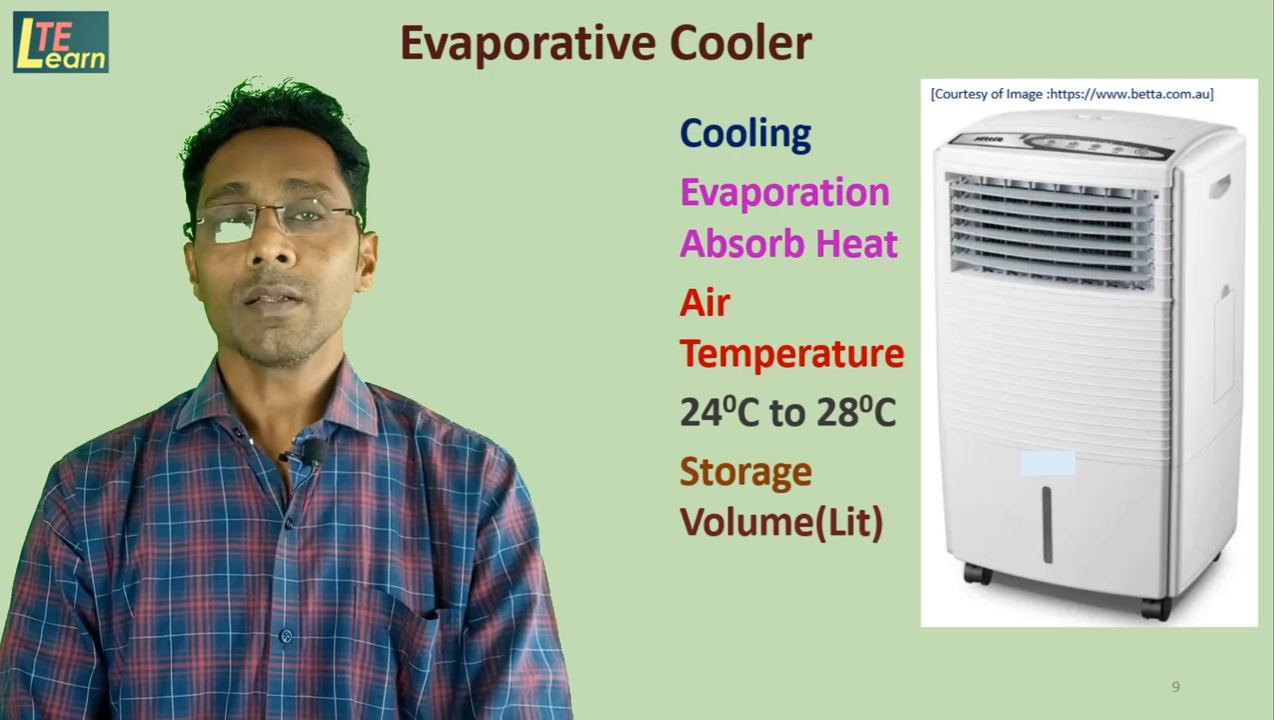 LTE
Learn
Evaporative Cooler
[Courtesy of Image :https://www.betta.com.au]
HELLER
Cooling
Evaporation
Absorb Heat
Air
Temperature
24⁰C to 28⁰C
Storage
Volume(Lit)
9